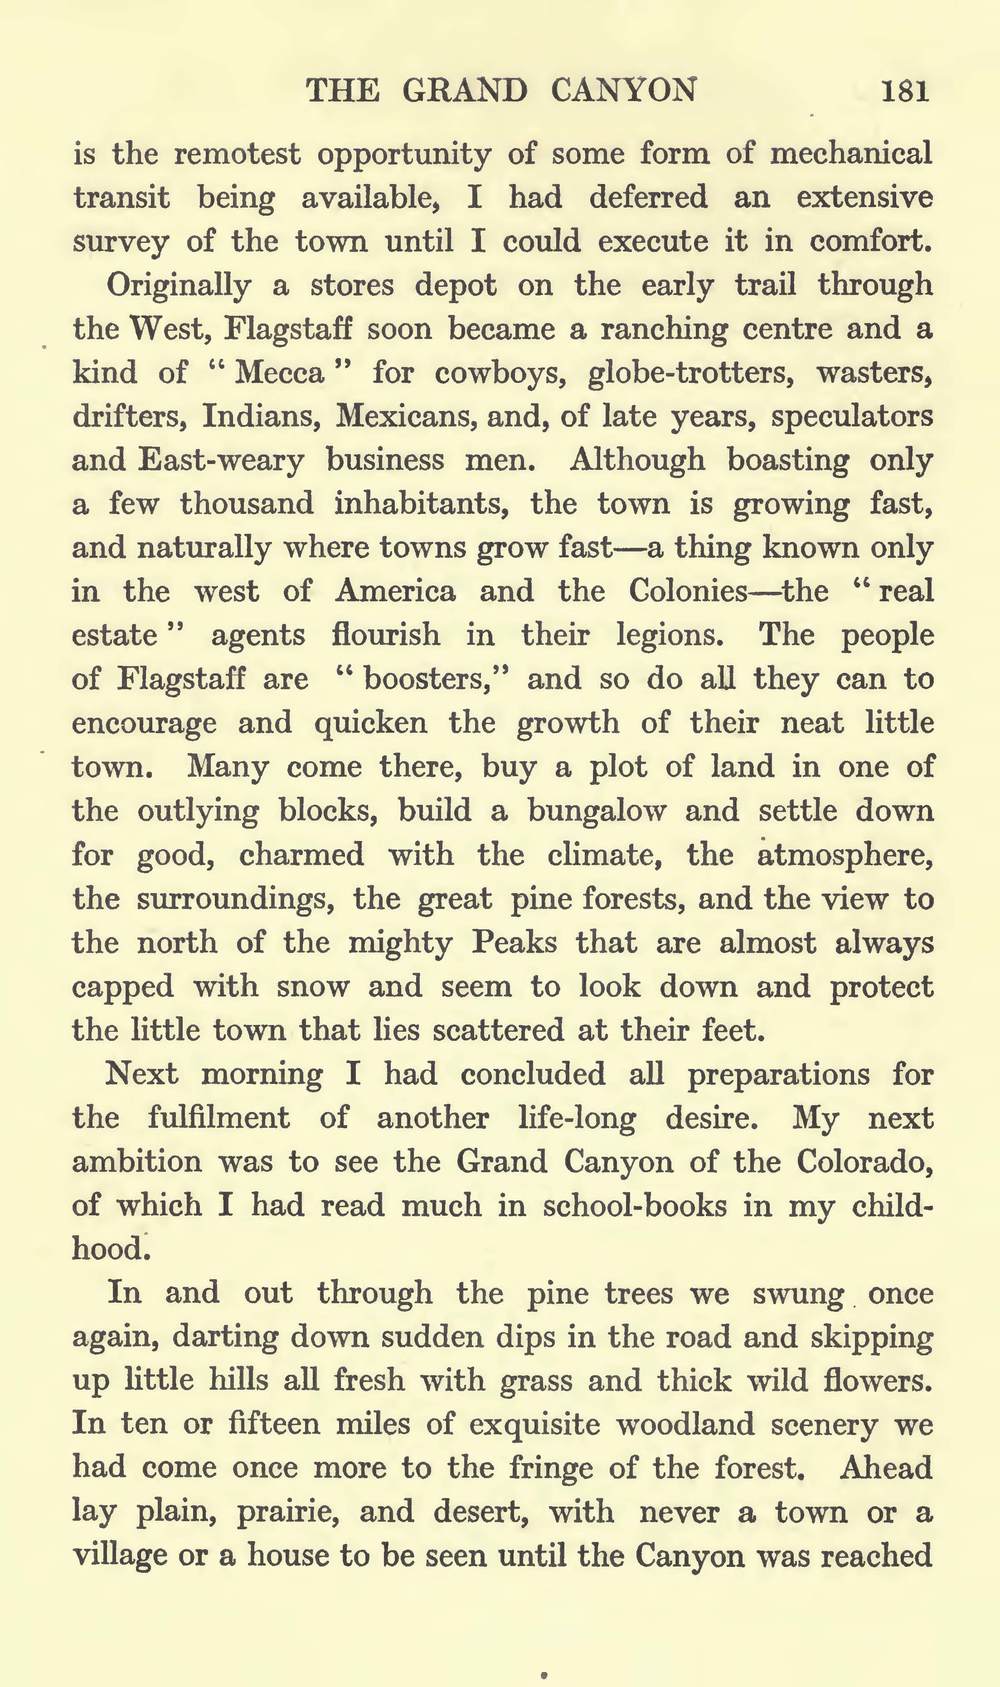 THE GRAND CANYON 181
is the remotest opportunity of some form of mechanical
transit being available, I had deferred an extensive
survey of the town until I could execute it in comfort.
Originally a stores depot on the early trail through
the West, Flagstaff soon became a ranching centre and a
kind of “ Mecca ” for cowboys, globe-trotters, wasters,
drifters, Indians, Mexicans, and, of late years, speculators
and East-weary business men. Although boasting only
a few thousand inhabitants, the town is growing fast,
and naturally where towns grow fast—a thing known only
in the west of America and the Colonies—the “ real
estate ” agents flourish in their legions. The people
of Flagstaff are “ boosters,” and so do all they can to
encourage and quicken the growth of their neat little
town. Many come there, buy a plot of land in one of
the outlying blocks, build a bungalow and settle down
for good, charmed with the climate, the atmosphere,
the surroundings, the great pine forests, and the view to
the north of the mighty Peaks that are almost always
capped with snow and seem to look down and protect
the little town that lies scattered at their feet.
Next morning I had concluded all preparations for
the fulfilment of another life-long desire. My next
ambition was to see the Grand Canyon of the Colorado,
of which I had read much in school-books in my child-
hood.
In and out through the pine trees we swung once
again, darting down sudden dips in the road and skipping
up little hills all fresh with grass and thick wild flowers.
In ten or fifteen miles of exquisite woodland scenery we
had come once more to the fringe of the forest. Ahead
lay plain, prairie, and desert, with never a town or a
village or a house to be seen until the Canyon was reached